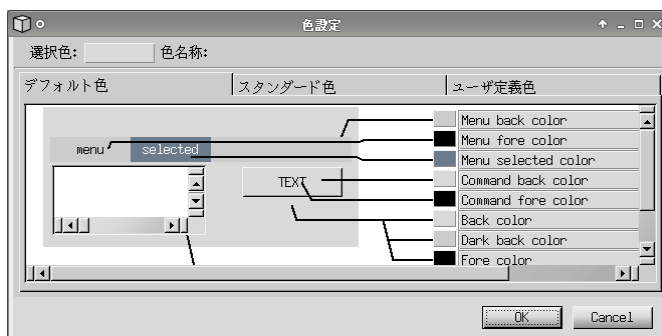 色設定
選択色: 色名称:
デフォルト色 スタンダード色 ユーザ定義色
Menu back color
Menu fore color
menu selected Menu selected color
TEXT Command back color
Command fore color
Back color
Dark back color
Fore color
OK Cancel